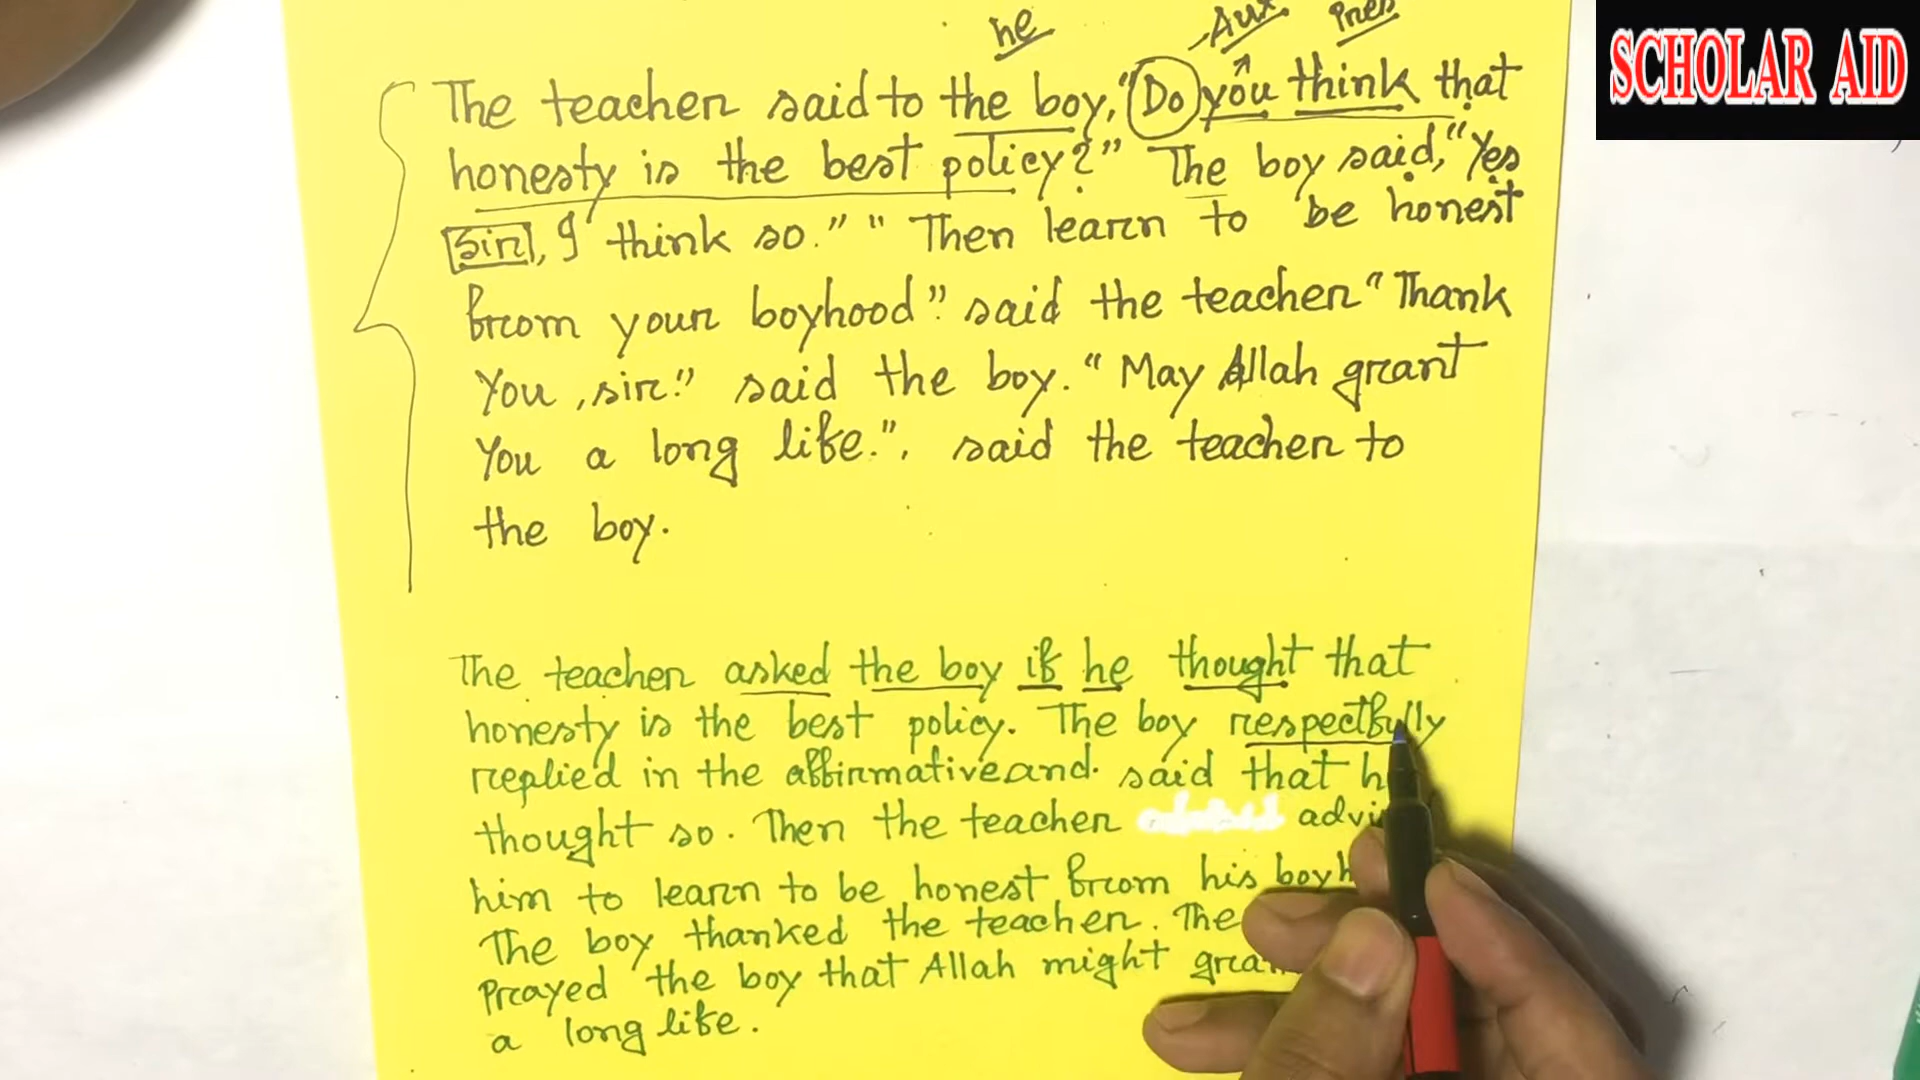 he Aux Pres
SCHOLAR AID
The teacher said to the boy, "Do you think that
honesty is the best policy?" The boy said, "Yes
Sir, I think so." " Then learn to be honest
from your boyhood". said the teacher "Thank
You, sir." said the boy. "May Allah grant
You a long life.". said the teacher to
the boy.
The teacher asked the boy if he thought that
honesty is the best policy. The boy respectfully
replied in the affirmative and. said that
thought so. Then the teacher
him to learn to be honest from his
The boy thanked the teacher. The
Prayed the boy that Allah might
a long life.